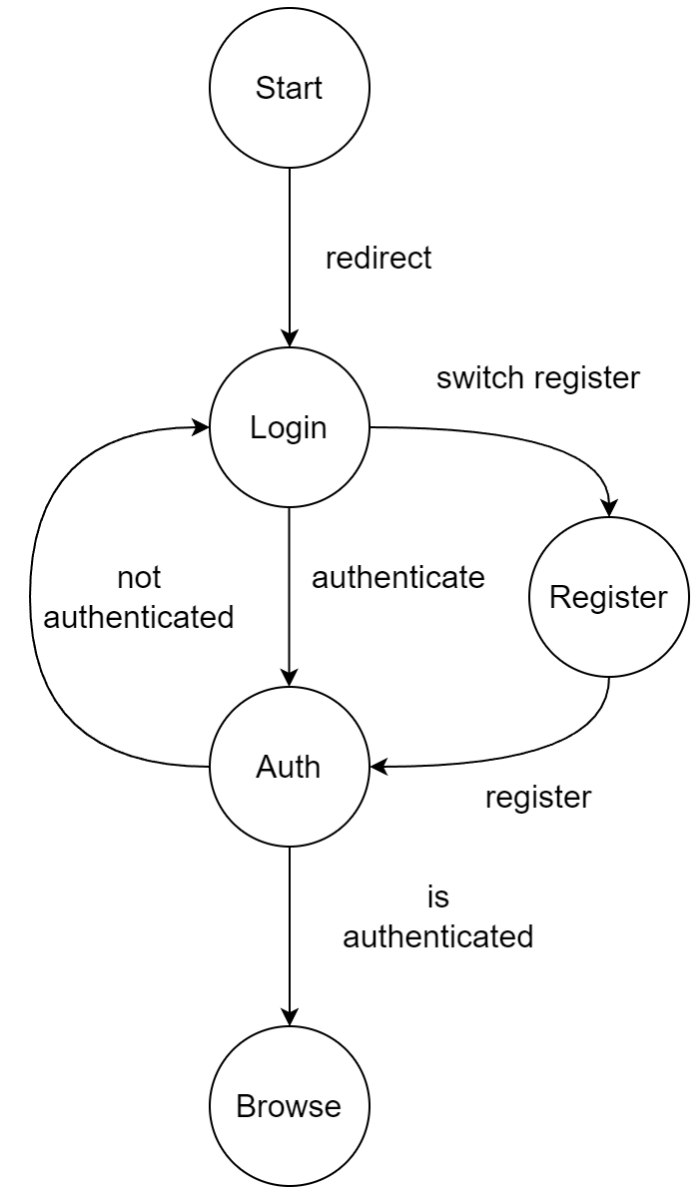 Start
redirect
switch register
Login
not
authenticated
authenticate
Register
Auth
register
is
authenticated
Browse